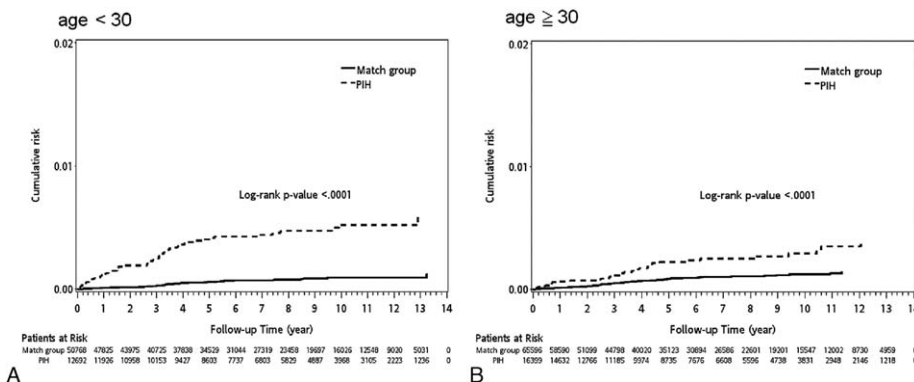 age < 30
age ≧ 30
0.02
0.01
0.00
Cumulative risk
Match group
PIH
Log-rank p-value <.0001
0 1 2 3 4 5 6 7 8 9 10 11 12 13 14
Follow-up Time (year)
Patients at Risk
Match group 50768 47825 43975 40725 37838 34529 31044 27319 23458 19697 16026 12548 9020 5031 0
PIH 12692 11926 10958 10153 9427 8603 7737 6803 5825 4887 3968 3105 2223 1236 0
A
0.02
0.01
0.00
Cumulative risk
Match group
PIH
Log-rank p-value <.0001
0 1 2 3 4 5 6 7 8 9 10 11 12 13 14
Follow-up Time (year)
Patients at Risk
Match group 65596 58590 51099 44798 40020 35123 30894 26586 22601 19201 15547 12002 8730 4959
PIH 16399 14632 12766 11185 9974 8735 7676 6608 5596 4738 3831 2948 2146 1218
B